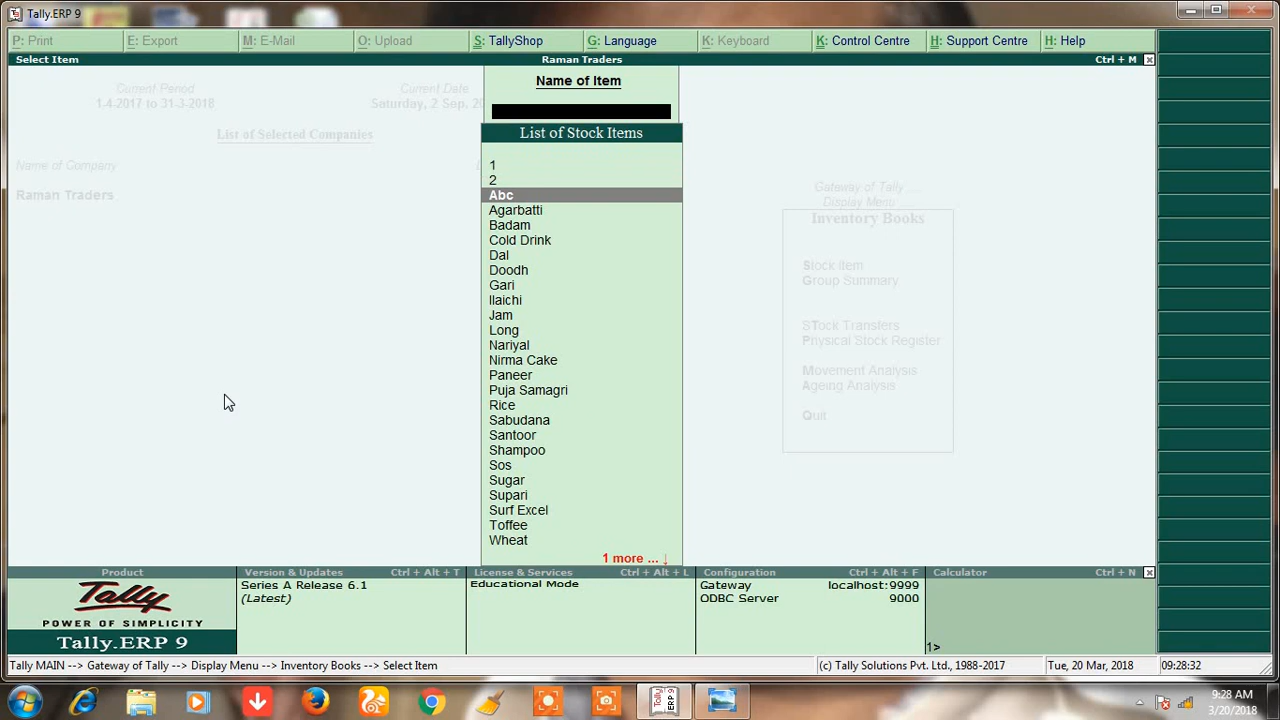 Tally.ERP 9
P: Print
E: Export
M: E-Mail
O: Upload
S: TallyShop
G: Language
K: Keyboard
K: Control Centre
H: Support Centre
H: Help
Select Item
Raman Traders
Ctrl + M
Current Period
1-4-2017 to 31-3-2018
Current Date
Saturday, 2 Sep, 20
List of Selected Companies
Name of Company
Raman Traders
Name of Item
List of Stock Items
1
2
Abc
Agarbatti
Badam
Cold Drink
Dal
Doodh
Gari
Ilaichi
Jam
Long
Nariyal
Nirma Cake
Paneer
Puja Samagri
Rice
Sabudana
Santoor
Shampoo
Sos
Sugar
Supari
Surf Excel
Toffee
Wheat
1 more ... ↓
Gateway of Tally ....
Display Menu ......
Inventory Books
Stock Item
Group Summary
STock Transfers
Physical Stock Register
Movement Analysis
Ageing Analysis
Quit
Product
Tally
POWER OF SIMPLICITY
Tally.ERP 9
Version & Updates Ctrl + Alt + T
Series A Release 6.1
(Latest)
License & Services Ctrl + Alt + L
Educational Mode
Configuration Ctrl + Alt + F
Gateway localhost:9999
ODBC Server 9000
Calculator Ctrl + N
1>
Tally MAIN --> Gateway of Tally --> Display Menu --> Inventory Books --> Select Item
(c) Tally Solutions Pvt. Ltd., 1988-2017
Tue, 20 Mar, 2018
09:28:32
9:28 AM
3/20/2018